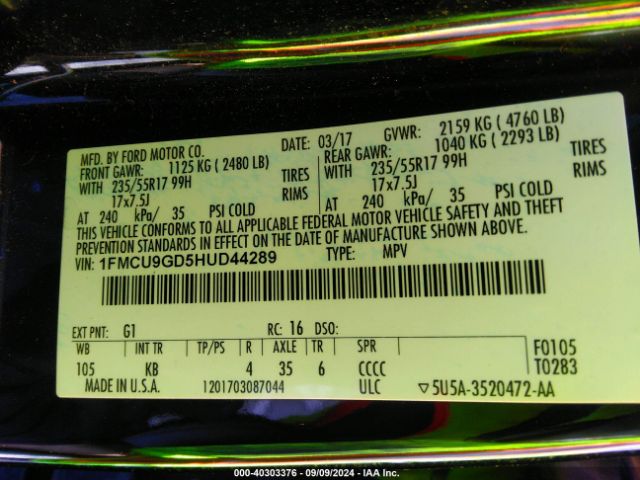 MFD. BY FORD MOTOR CO. DATE: 03/17 GVWR: 2159 KG ( 4760 LB)
FRONT GAWR: 1125 KG ( 2480 LB) REAR GAWR: 1040 KG ( 2293 LB)
WITH 235/55R17 99H TIRES WITH 235/55R17 99H TIRES
17x7.5J RIMS 17x7.5J RIMS
AT 240 kPa/ 35 PSI COLD AT 240 kPa/ 35 PSI COLD
THIS VEHICLE CONFORMS TO ALL APPLICABLE FEDERAL MOTOR VEHICLE SAFETY AND THEFT
PREVENTION STANDARDS IN EFFECT ON THE DATE OF MANUFACTURE SHOWN ABOVE.
VIN: 1FMCU9GD5HUD44289 TYPE: MPV
EXT PNT: G1 RC: 16 DSO:
WB INT TR TP/PS R AXLE TR SPR F0105
105 KB 4 35 6 CCCC T0283
MADE IN U.S.A. 1201703087044 ULC ▽5U5A-3520472-AA
000-40303376 - 09/09/2024 - IAA Inc.